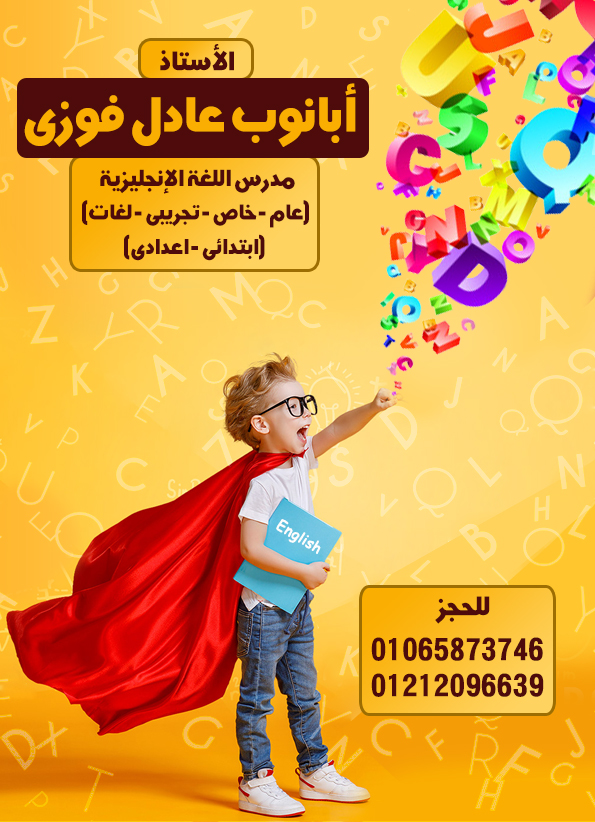 الأستاذ
أبانوب عادل فوزى
مدرس اللغة الإنجليزية
(عام - خاص - تجريبى - لغات)
(ابتدائى - اعدادى)
English
للحجز
01065873746
01212096639